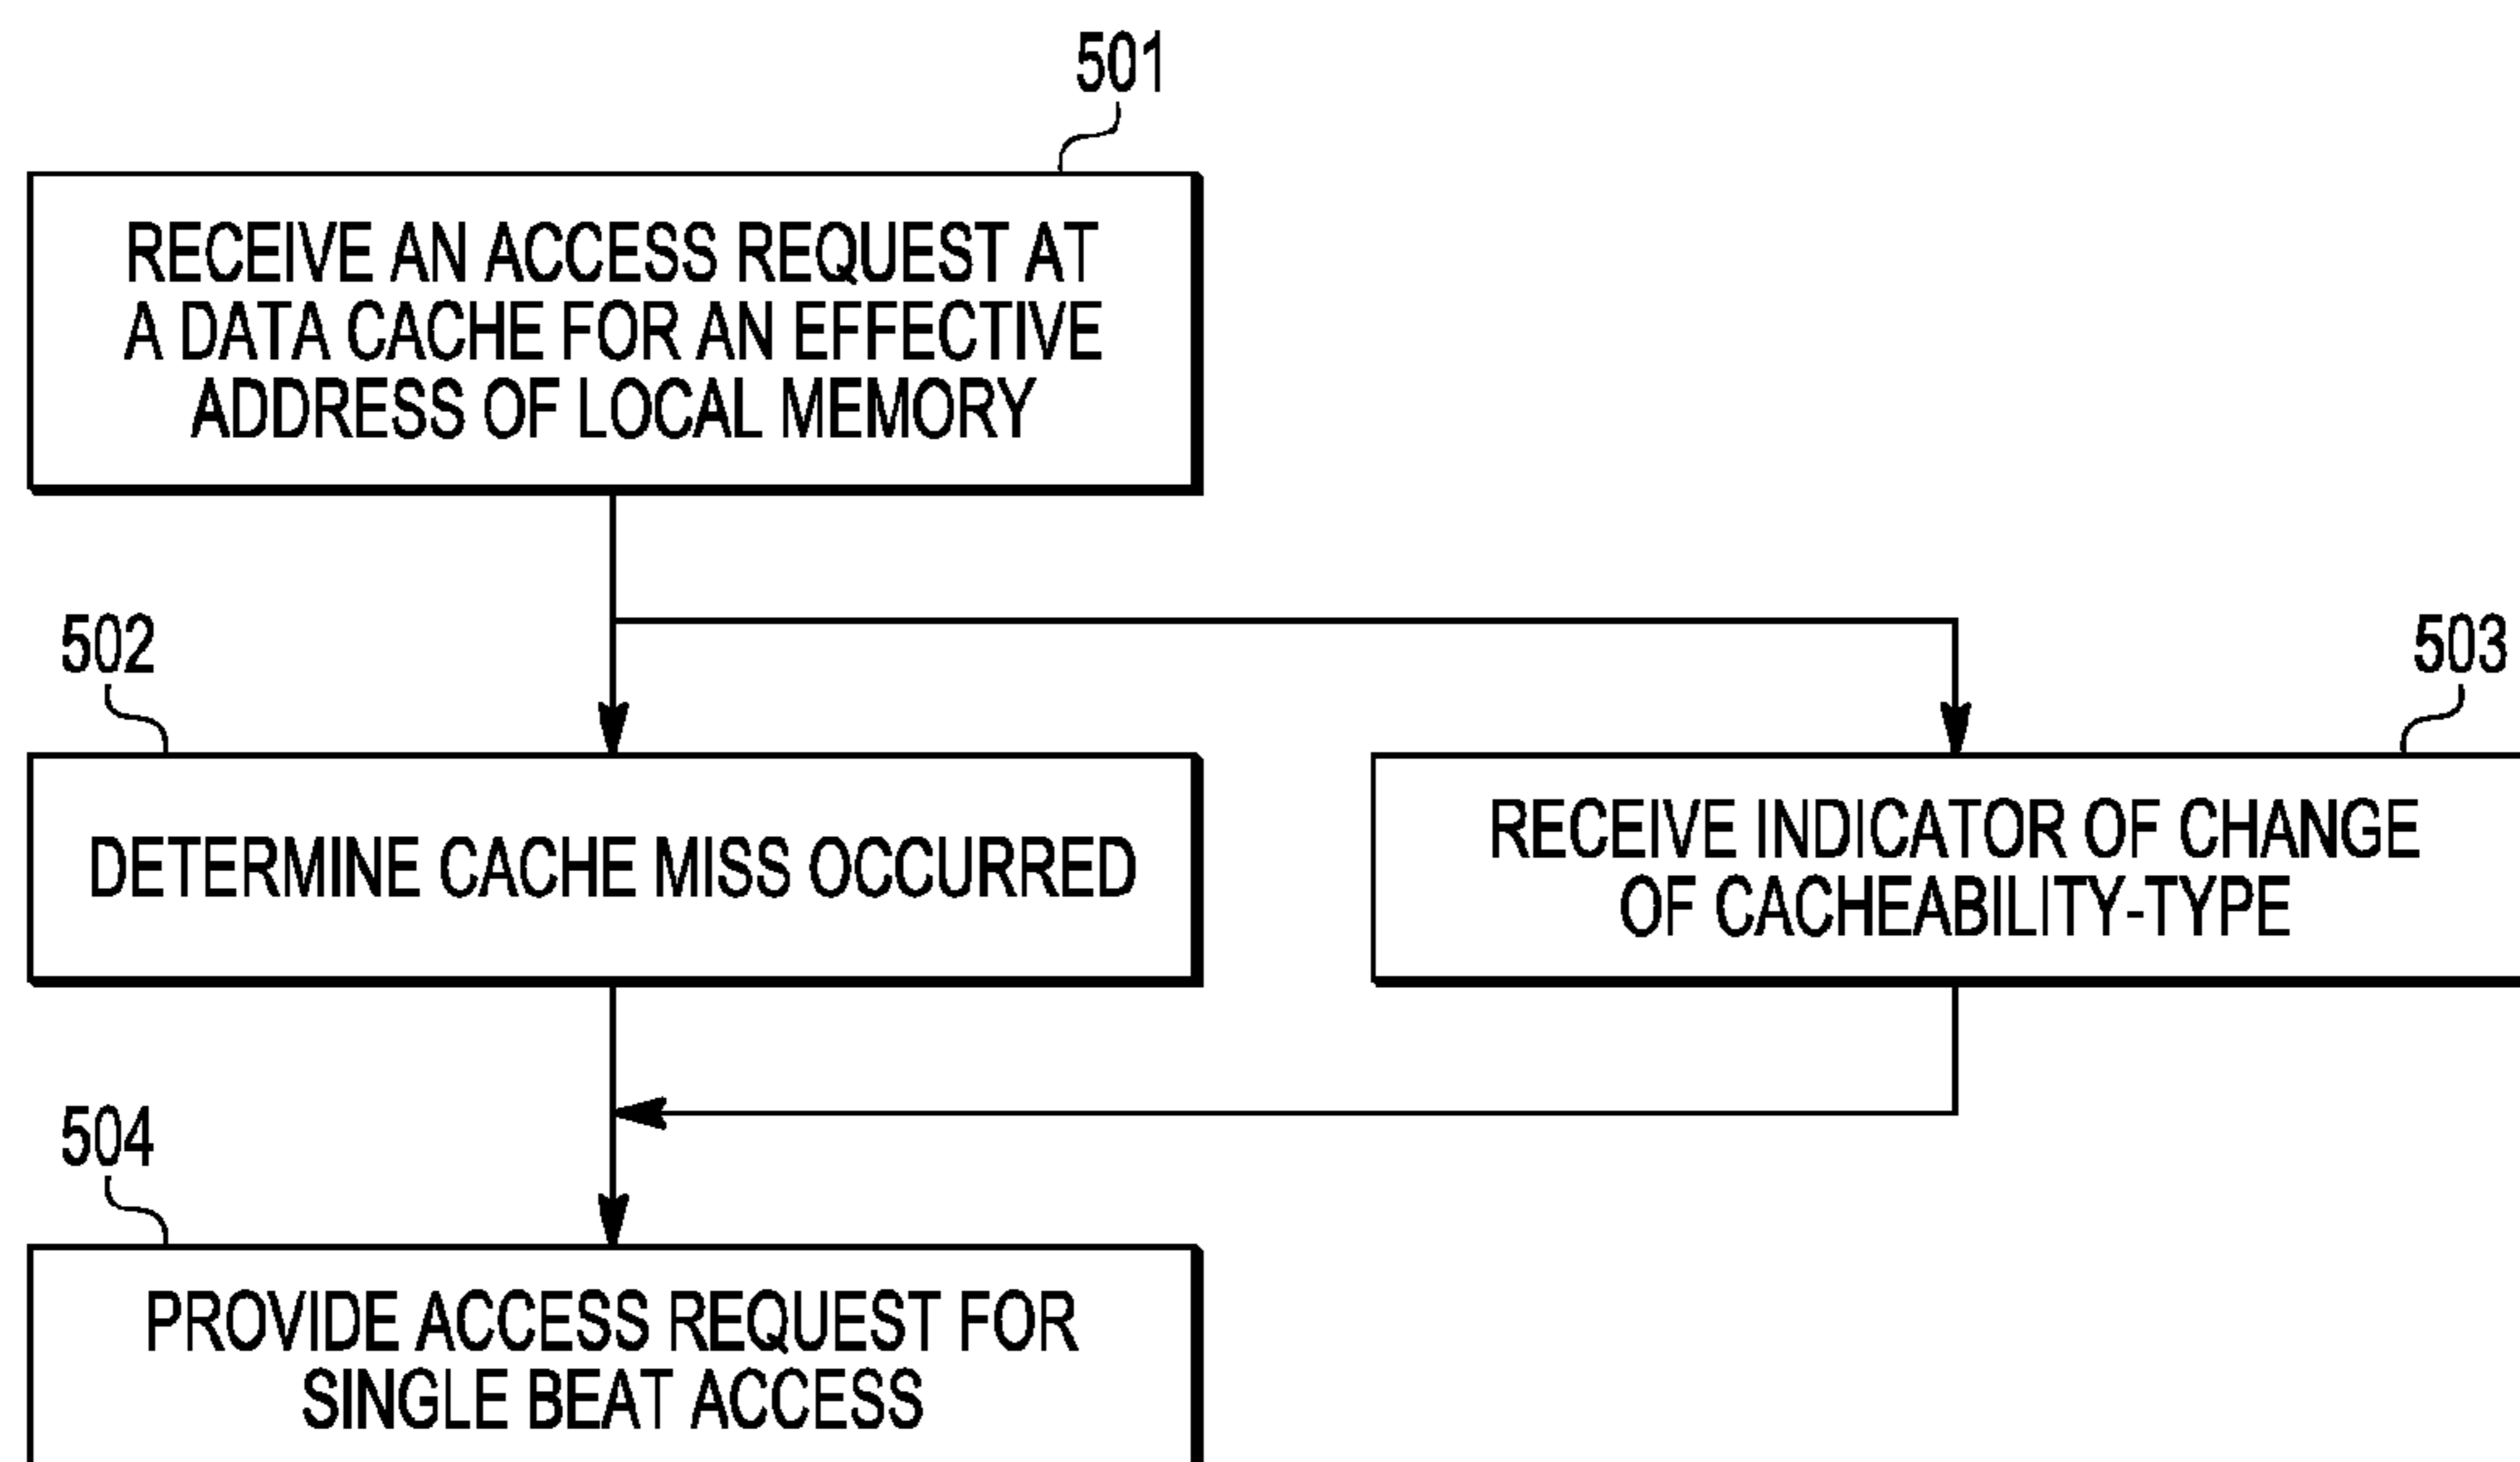 501
RECEIVE AN ACCESS REQUEST AT
A DATA CACHE FOR AN EFFECTIVE
ADDRESS OF LOCAL MEMORY
502
503
DETERMINE CACHE MISS OCCURRED
RECEIVE INDICATOR OF CHANGE
OF CACHEABILITY-TYPE
504
PROVIDE ACCESS REQUEST FOR
SINGLE BEAT ACCESS